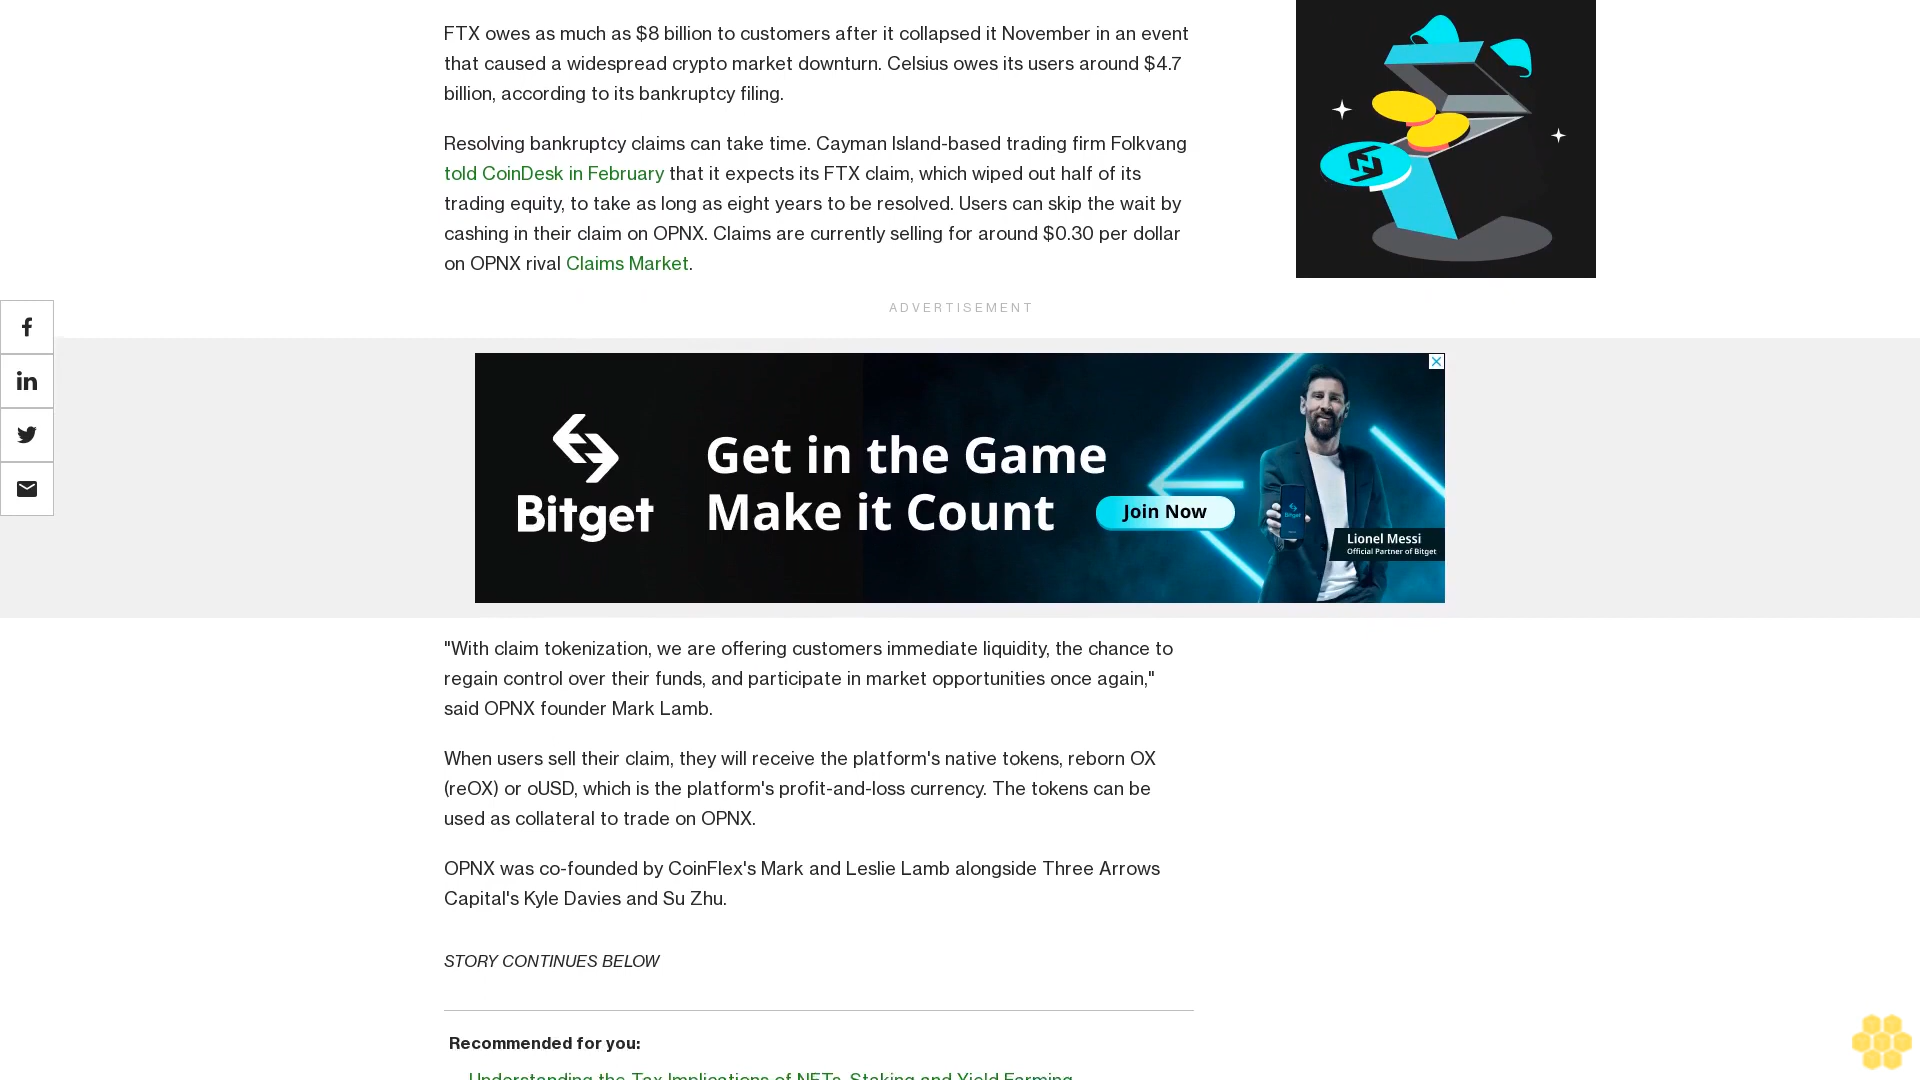 FTX owes as much as $8 billion to customers after it collapsed it November in an event
that caused a widespread crypto market downturn. Celsius owes its users around $4.7
billion, according to its bankruptcy filing.
Resolving bankruptcy claims can take time. Cayman Island-based trading firm Folkvang
told CoinDesk in February that it expects its FTX claim, which wiped out half of its
trading equity, to take as long as eight years to be resolved. Users can skip the wait by
cashing in their claim on OPNX. Claims are currently selling for around $0.30 per dollar
on OPNX rival Claims Market.
ADVERTISEMENT
Bitget
Get in the Game
Make it Count
Join Now
Bitget
Lionel Messi
Official Partner of Bitget
"With claim tokenization, we are offering customers immediate liquidity, the chance to
regain control over their funds, and participate in market opportunities once again,"
said OPNX founder Mark Lamb.
When users sell their claim, they will receive the platform's native tokens, reborn OX
(reOX) or oUSD, which is the platform's profit-and-loss currency. The tokens can be
used as collateral to trade on OPNX.
OPNX was co-founded by CoinFlex's Mark and Leslie Lamb alongside Three Arrows
Capital's Kyle Davies and Su Zhu.
STORY CONTINUES BELOW
Recommended for you:
Understanding the Tax Implications of NFTs, Staking and Yield Farming